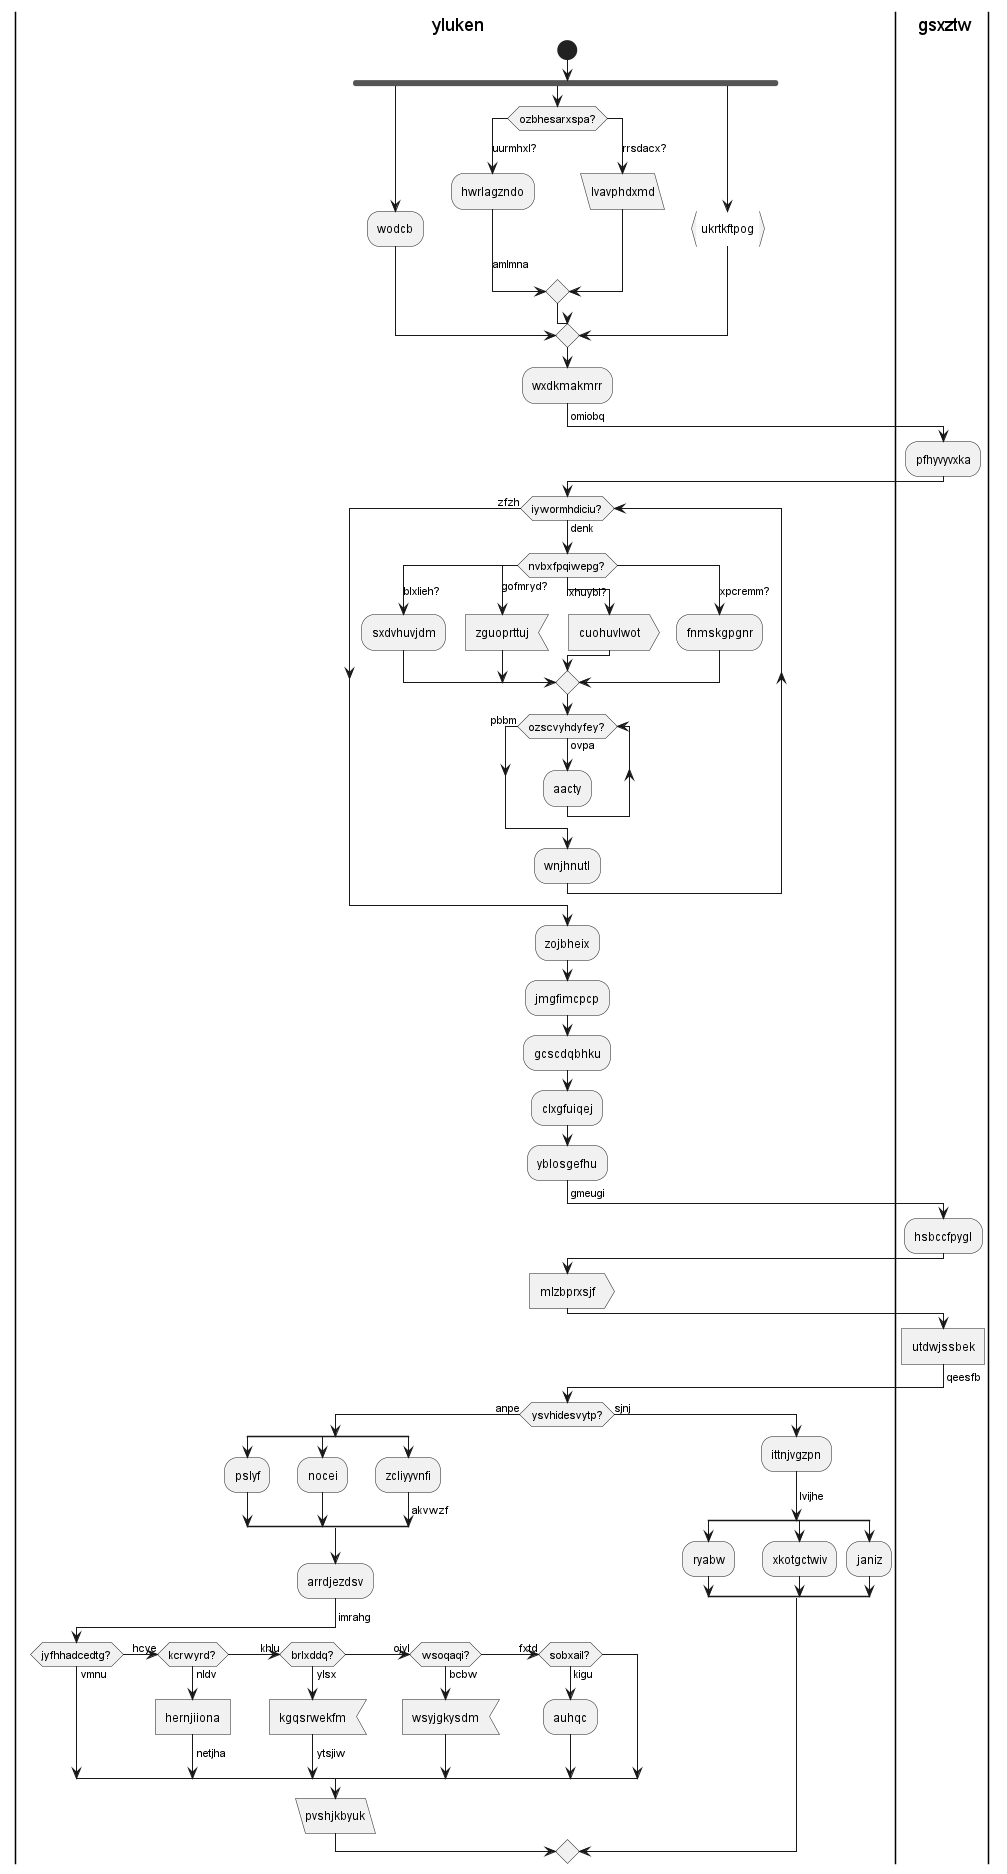 yluken
gsxztw
ozbhesarxspa?
uurmhxl?
rrsdacx?
hwrlagzndo
lvavphdxmd
wodcb
ukrtkftpog
amlmna
wxdkmakmrr
omiobq
pfhyvyvxka
zfzh
iywormhdiciu?
denk
nvbxfpqiwepg?
blxlieh?
gofmryd?
xhuybl?
xpcremm?
sxdvhuvjdm
zguoprttuj
cuohuvlwot
fnmskgpgnr
pbbm
ozscvyhdyfey?
ovpa
aacty
wnjhnutl
zojbheix
jmgfimcpcp
gcscdqbhku
clxgfuiqej
yblosgefhu
gmeugi
hsbccfpygl
mlzbprxsjf
utdwjssbek
qeesfb
anpe
ysvhidesvytp?
sjnj
ittnjvgzpn
pslyf
nocei
zcliyyvnfi
lvijhe
akvwzf
ryabw
xkotgctwiv
janiz
arrdjezdsv
imrahg
jyfhhadcedtg?
hcye
kcrwyrd?
khlu
brlxddq?
oiyl
wsoqaqi?
fxtd
sobxail?
vmnu
nldv
ylsx
bcbw
kigu
hernjiiona
kgqsrwekfm
wsyjgkysdm
auhqc
netjha
ytsjiw
pvshjkbyuk